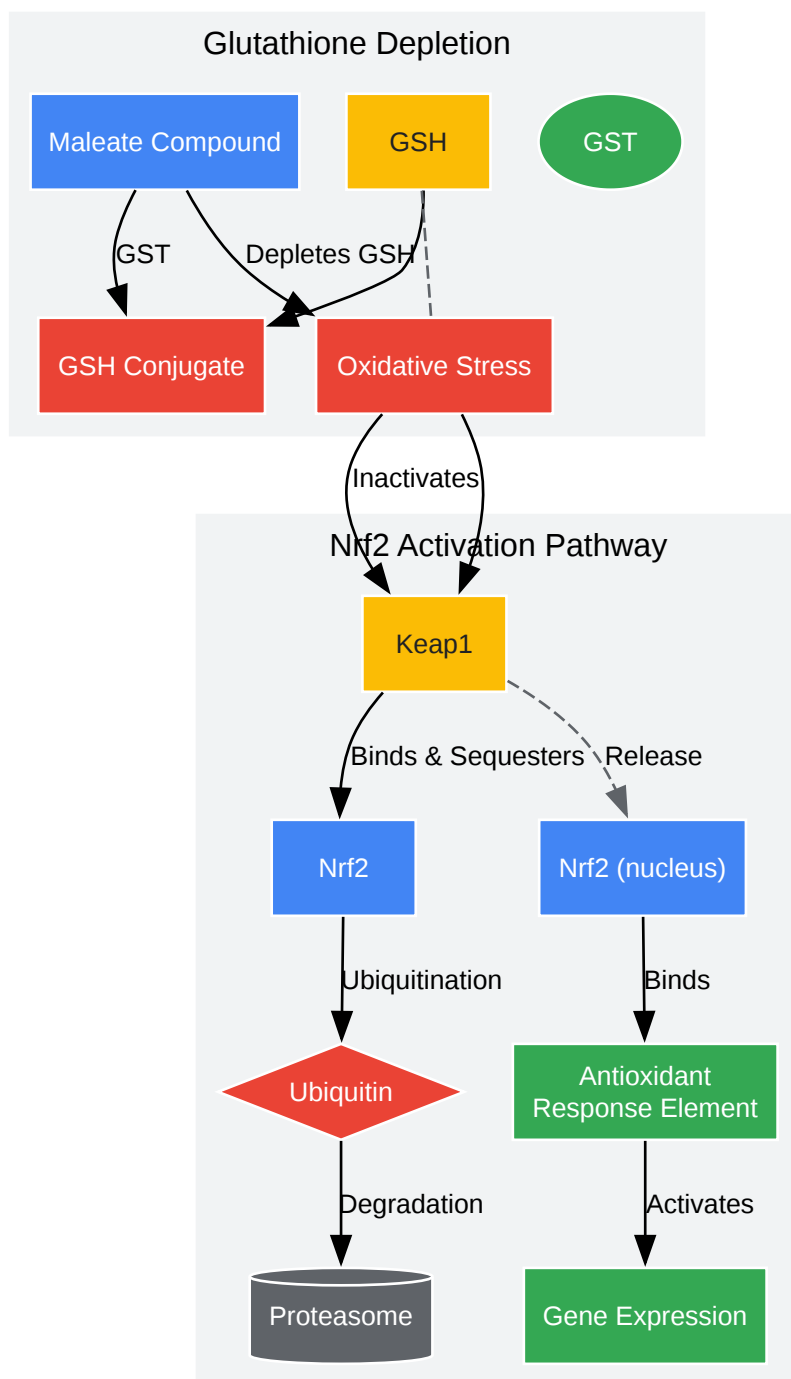 Glutathione Depletion
Maleate Compound
GSH
GST
GST
Depletes GSH
GSH Conjugate
Oxidative Stress
Inactivates
Nrf2 Activation Pathway
Keap1
Binds & Sequesters
Release
Nrf2
Nrf2 (nucleus)
Ubiquitination
Binds
Ubiquitin
Antioxidant
Response Element
Degradation
Activates
Proteasome
Gene Expression